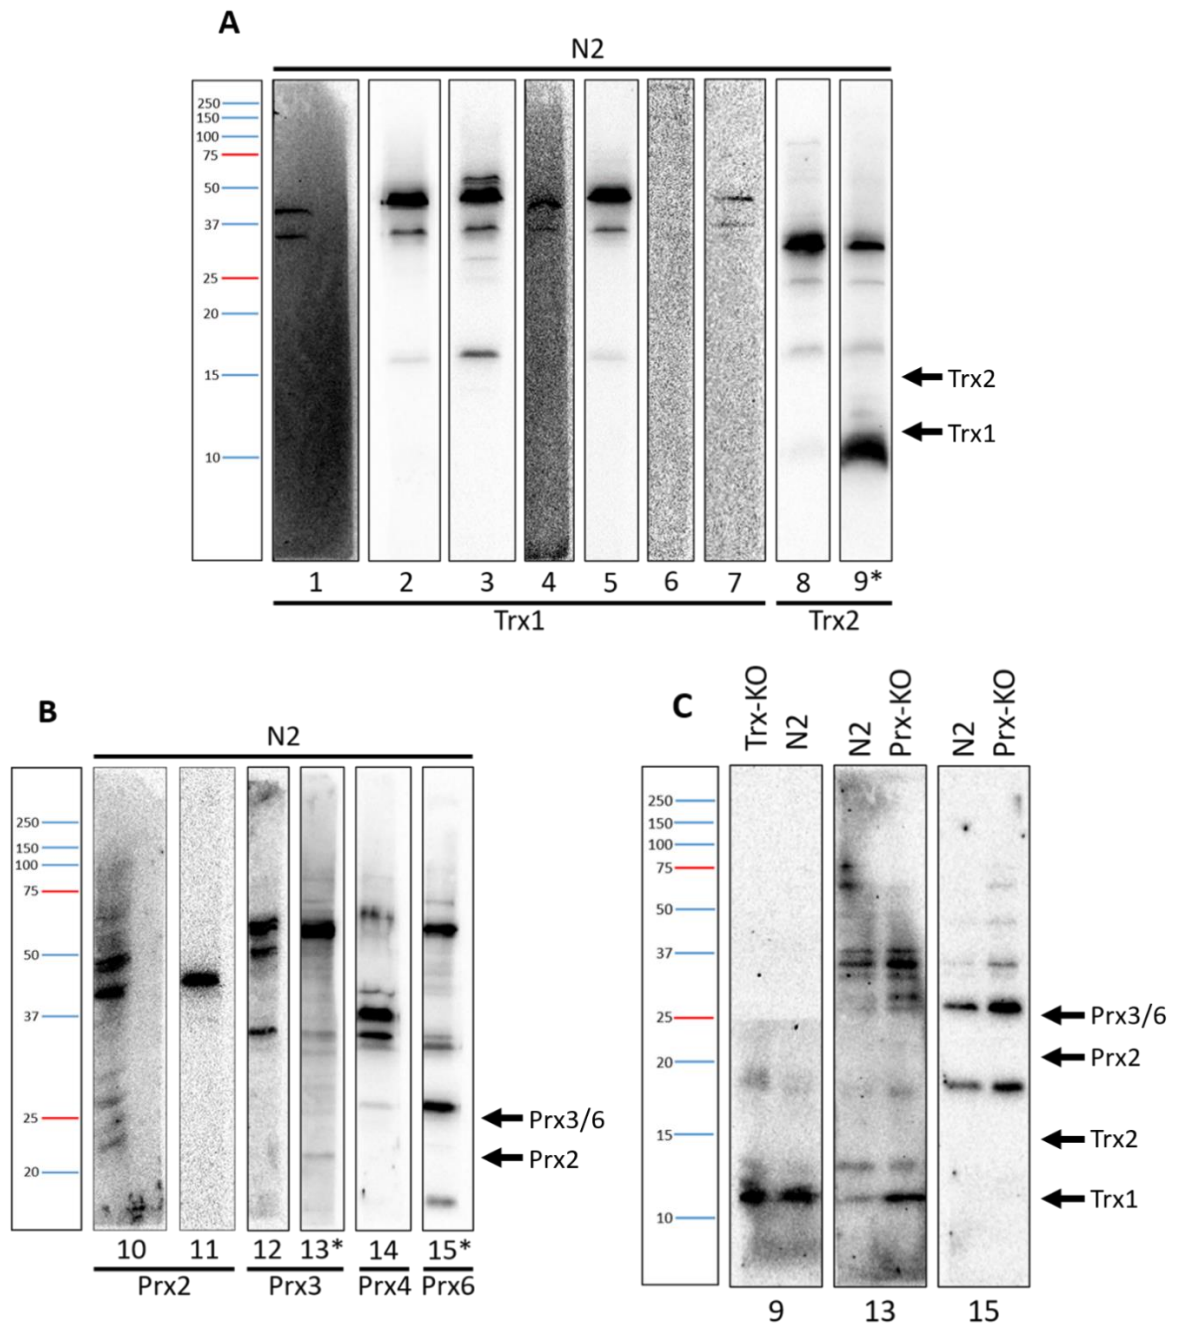 A
N2
250
150
100
75
50
37
25
20
15
10
Trx2
Trx1
1 2 3 4 5 6 7 8 9*
Trx1 Trx2
B
N2
250
150
100
75
50
37
25
20
Prx3/6
Prx2
10 11 12 13* 14 15*
Prx2 Prx3 Prx4 Prx6
C
Trx-KO N2 N2 Prx-KO N2 Prx-KO
250
150
100
75
50
37
25
20
15
10
Prx3/6
Prx2
Trx2
Trx1
9 13 15